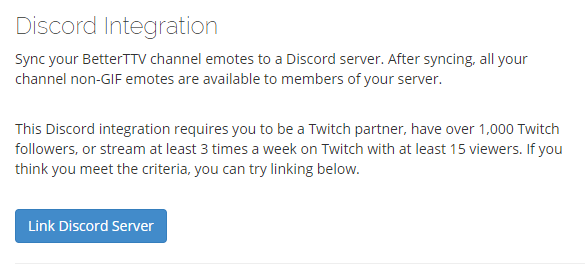 Discord Integration
Sync your BetterTTV channel emotes to a Discord server. After syncing, all your
channel non-GIF emotes are available to members of your server.
This Discord integration requires you to be a Twitch partner, have over 1,000 Twitch
followers, or stream at least 3 times a week on Twitch with at least 15 viewers. If you
think you meet the criteria, you can try linking below.
Link Discord Server